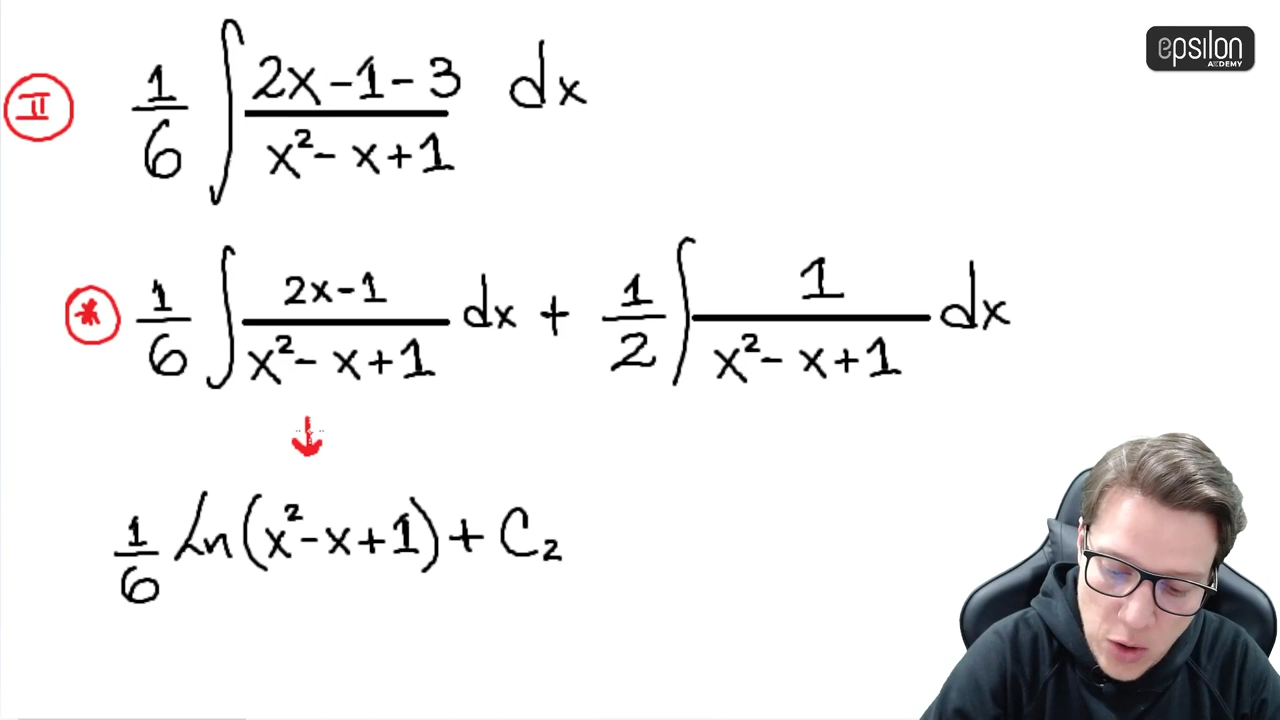 epsilon
AXDEMY
II 1/6 ∫ 2x-1-3 / x²-x+1 dx
* 1/6 ∫ 2x-1 / x²-x+1 dx + 1/2 ∫ 1 / x²-x+1 dx
↓
1/6 Ln(x²-x+1) + C₂